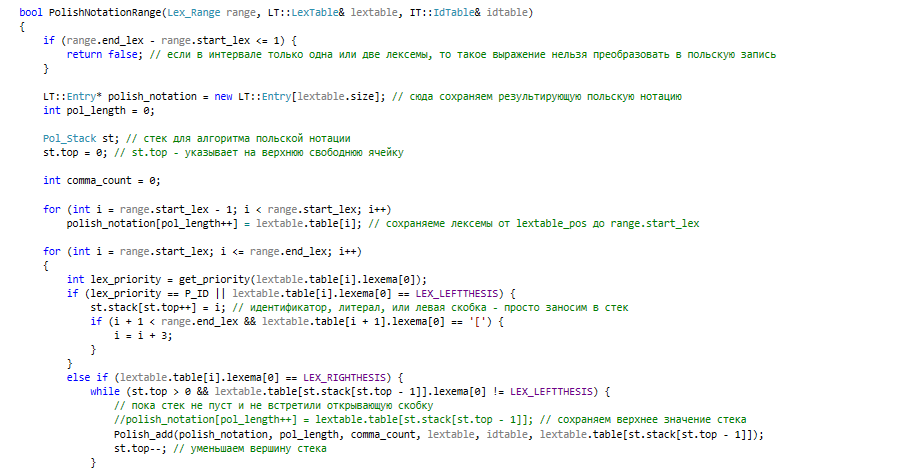 bool PolishNotationRange(Lex_Range range, LT::LexTable& lextable, IT::IdTable& idtable)
{
    if (range.end_lex - range.start_lex <= 1) {
        return false; // если в интервале только одна или две лексемы, то такое выражение нельзя преобразовать в польскую запись
    }
    LT::Entry* polish_notation = new LT::Entry[lextable.size]; // сюда сохраняем результирующую польскую нотацию
    int pol_length = 0;
    Pol_Stack st; // стек для алгоритма польской нотации
    st.top = 0; // st.top - указывает на верхнюю свободнюю ячейку
    int comma_count = 0;
    for (int i = range.start_lex - 1; i < range.start_lex; i++)
        polish_notation[pol_length++] = lextable.table[i]; // сохраняеме лексемы от lextable_pos до range.start_lex
    for (int i = range.start_lex; i <= range.end_lex; i++)
    {
        int lex_priority = get_priority(lextable.table[i].lexema[0]);
        if (lex_priority == P_ID || lextable.table[i].lexema[0] == LEX_LEFTTHESIS) {
            st.stack[st.top++] = i; // идентификатор, литерал, или левая скобка - просто заносим в стек
            if (i + 1 < range.end_lex && lextable.table[i + 1].lexema[0] == '[') {
                i = i + 3;
            }
        }
        else if (lextable.table[i].lexema[0] == LEX_RIGHTHESIS) {
            while (st.top > 0 && lextable.table[st.stack[st.top - 1]].lexema[0] != LEX_LEFTTHESIS) {
                // пока стек не пуст и не встретили открывающую скобку
                //polish_notation[pol_length++] = lextable.table[st.stack[st.top - 1]]; // сохраняем верхнее значение стека
                Polish_add(polish_notation, pol_length, comma_count, lextable, idtable, lextable.table[st.stack[st.top - 1]]);
                st.top--; // уменьшаем вершину стека
            }